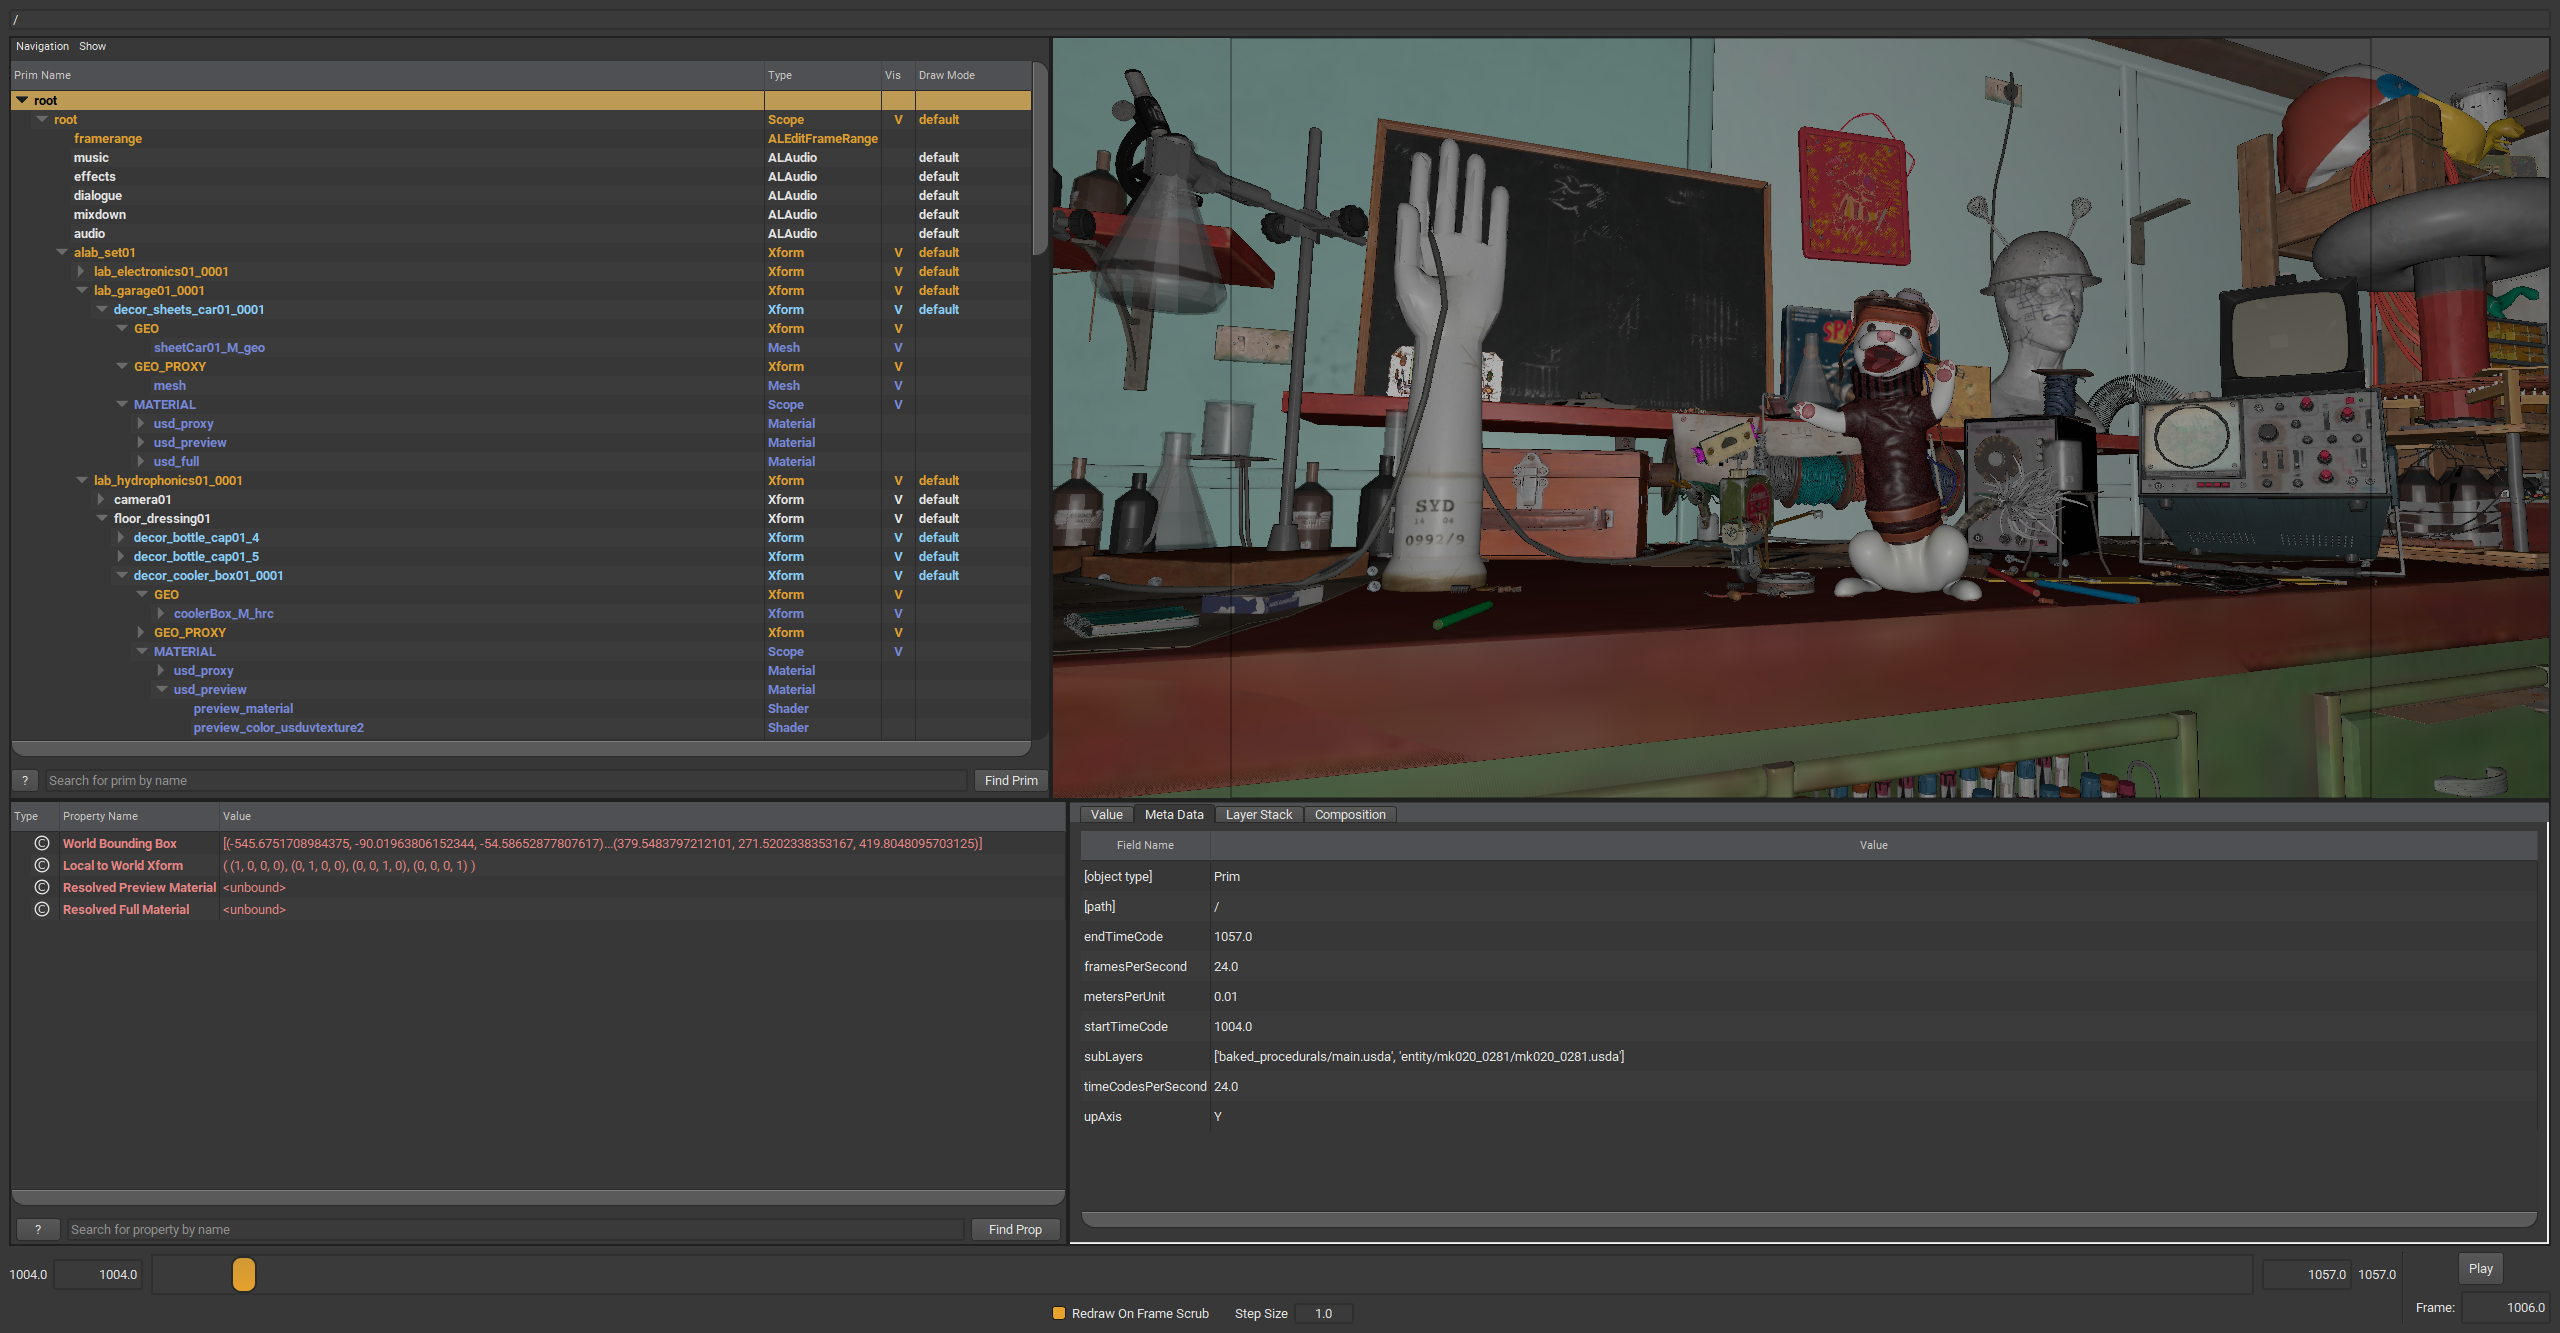 /
Navigation Show
Prim Name Type Vis Draw Mode
root
root Scope V default
framerange ALEditFrameRange
music ALAudio default
effects ALAudio default
dialogue ALAudio default
mixdown ALAudio default
audio ALAudio default
alab_set01 Xform V default
lab_electronics01_0001 Xform V default
lab_garage01_0001 Xform V default
decor_sheets_car01_0001 Xform V default
GEO Xform V
sheetCar01_M_geo Mesh V
GEO_PROXY Xform V
mesh Mesh V
MATERIAL Scope V
usd_proxy Material
usd_preview Material
usd_full Material
lab_hydrophonics01_0001 Xform V default
camera01 Xform V default
floor_dressing01 Xform V default
decor_bottle_cap01_4 Xform V default
decor_bottle_cap01_5 Xform V default
decor_cooler_box01_0001 Xform V default
GEO Xform V
coolerBox_M_hrc Xform V
GEO_PROXY Xform V
MATERIAL Scope V
usd_proxy Material
usd_preview Material
preview_material Shader
preview_color_usduvtexture2 Shader
? Search for prim by name Find Prim
SYD
14 04
0992/9
Type Property Name Value
World Bounding Box [(-545.6751708984375, -90.01963806152344, -54.58652877807617)...(379.5483797212101, 271.5202338353167, 419.8048095703125)]
Local to World Xform ( (1, 0, 0, 0), (0, 1, 0, 0), (0, 0, 1, 0), (0, 0, 0, 1) )
Resolved Preview Material <unbound>
Resolved Full Material <unbound>
? Search for property by name Find Prop
Value Meta Data Layer Stack Composition
Field Name Value
[object type] Prim
[path] /
endTimeCode 1057.0
framesPerSecond 24.0
metersPerUnit 0.01
startTimeCode 1004.0
subLayers ['baked_procedurals/main.usda', 'entity/mk020_0281/mk020_0281.usda']
timeCodesPerSecond 24.0
upAxis Y
1004.0 1004.0 1057.0 1057.0 Play
Redraw On Frame Scrub Step Size 1.0 Frame: 1006.0